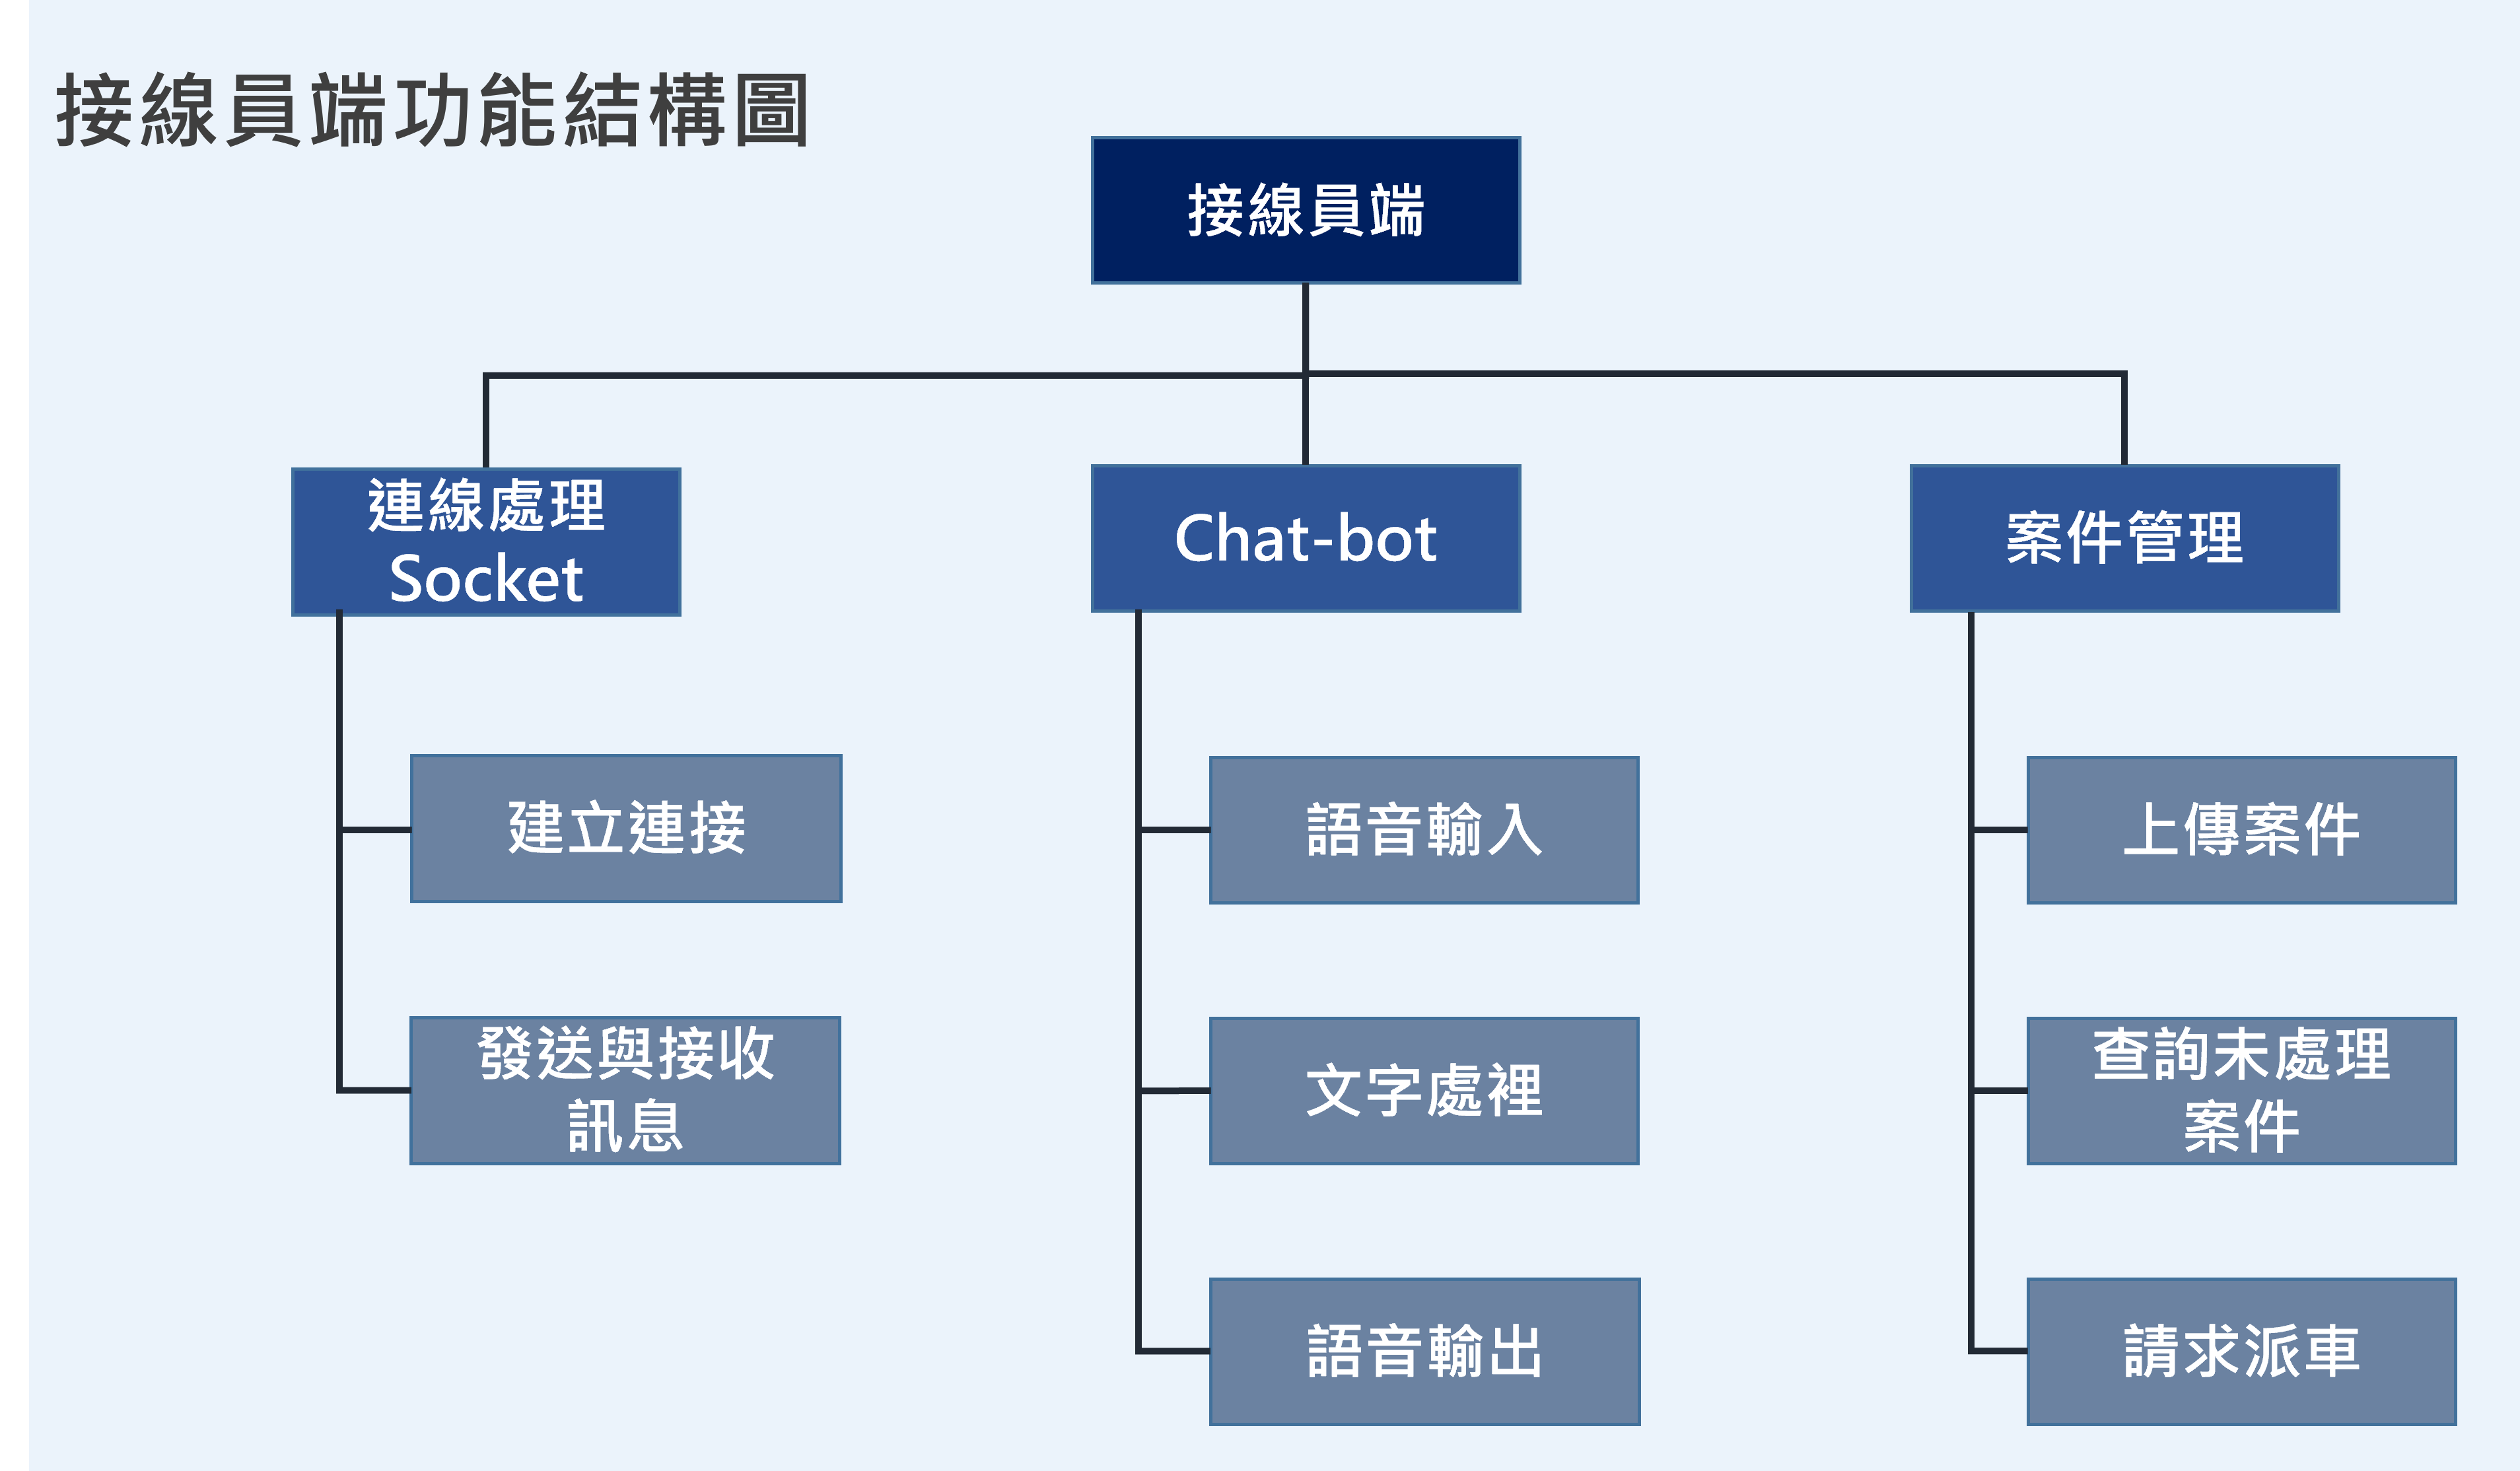 接線員端功能結構圖
接線員端
連線處理
Socket
Chat-bot
案件管理
建立連接
語音輸入
上傳案件
發送與接收
訊息
文字處裡
查詢未處理
案件
語音輸出
請求派車